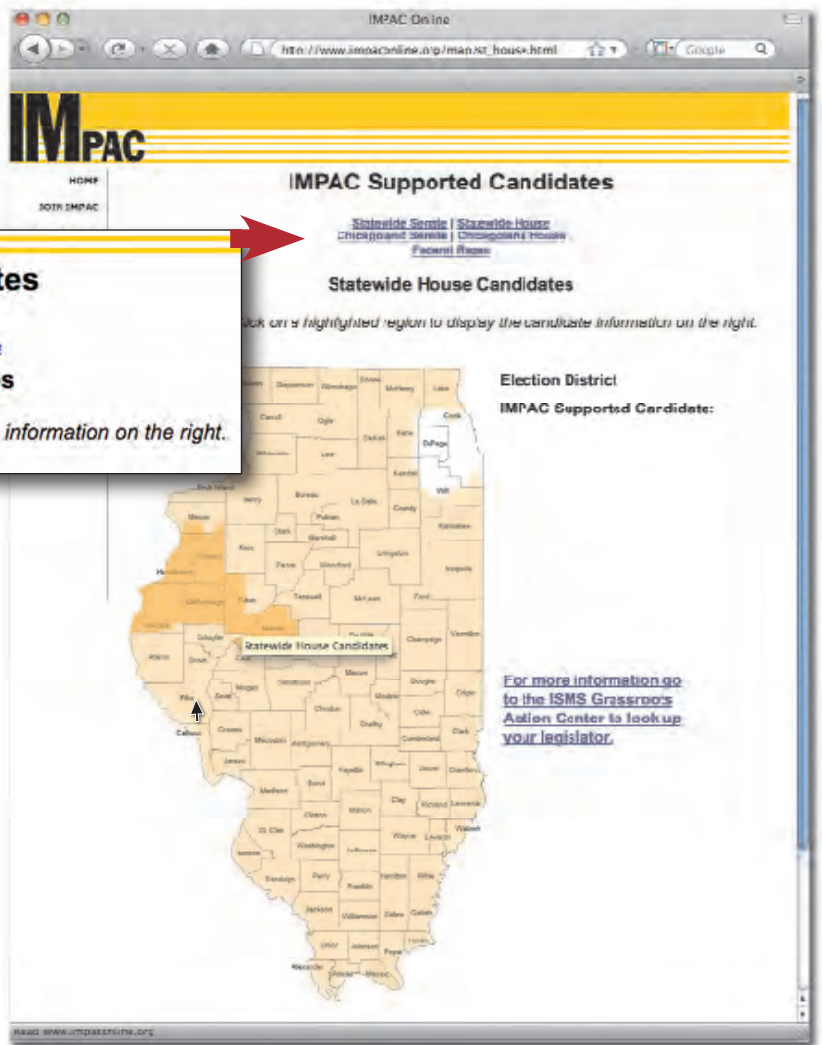 IMPAC Online
http://www.impaconline.org/map/st_house.html
Google
IMPAC
HOME
JOIN IMPAC
IMPAC Supported Candidates
Statewide Senate | Statewide House
Chicagoland Senate | Chicagoland House
Federal Races
Statewide House Candidates
click on a highlighted region to display the candidate information on the right.
tes
s
information on the right.
Election District
IMPAC Supported Candidate:
Stephenson Winnebago Boone McHenry Lake
Carroll Ogle Cook
DeKalb Kane DuPage
Whiteside Lee
Kendall
Rock Island Will
Henry Bureau La Salle
Mercer Putnam County
Stark Kankakee
Knox Marshall
Livingston
Peoria Woodford Iroquois
Fulton Tazewell McLean Ford
Schuyler
Statewide House Candidates
Champaign Vermilion
Adams Brown Macon
Pike Scott Morgan Douglas Edgar
Christian Coles
Calhoun Greene Macoupin Montgomery Shelby Cumberland Clark
Jersey Fayette Effingham Jasper Crawford
Madison Bond
Clay Richland Lawrence
Clinton Marion
St. Clair Wayne Edwards Wabash
Washington Jefferson
Monroe
Randolph Perry Hamilton White
Franklin
Jackson Williamson Saline Gallatin
Union Johnson Pope
Alexander Massac
For more information go
to the ISMS Grassroots
Action Center to look up
your legislator.
Read www.impaconline.org